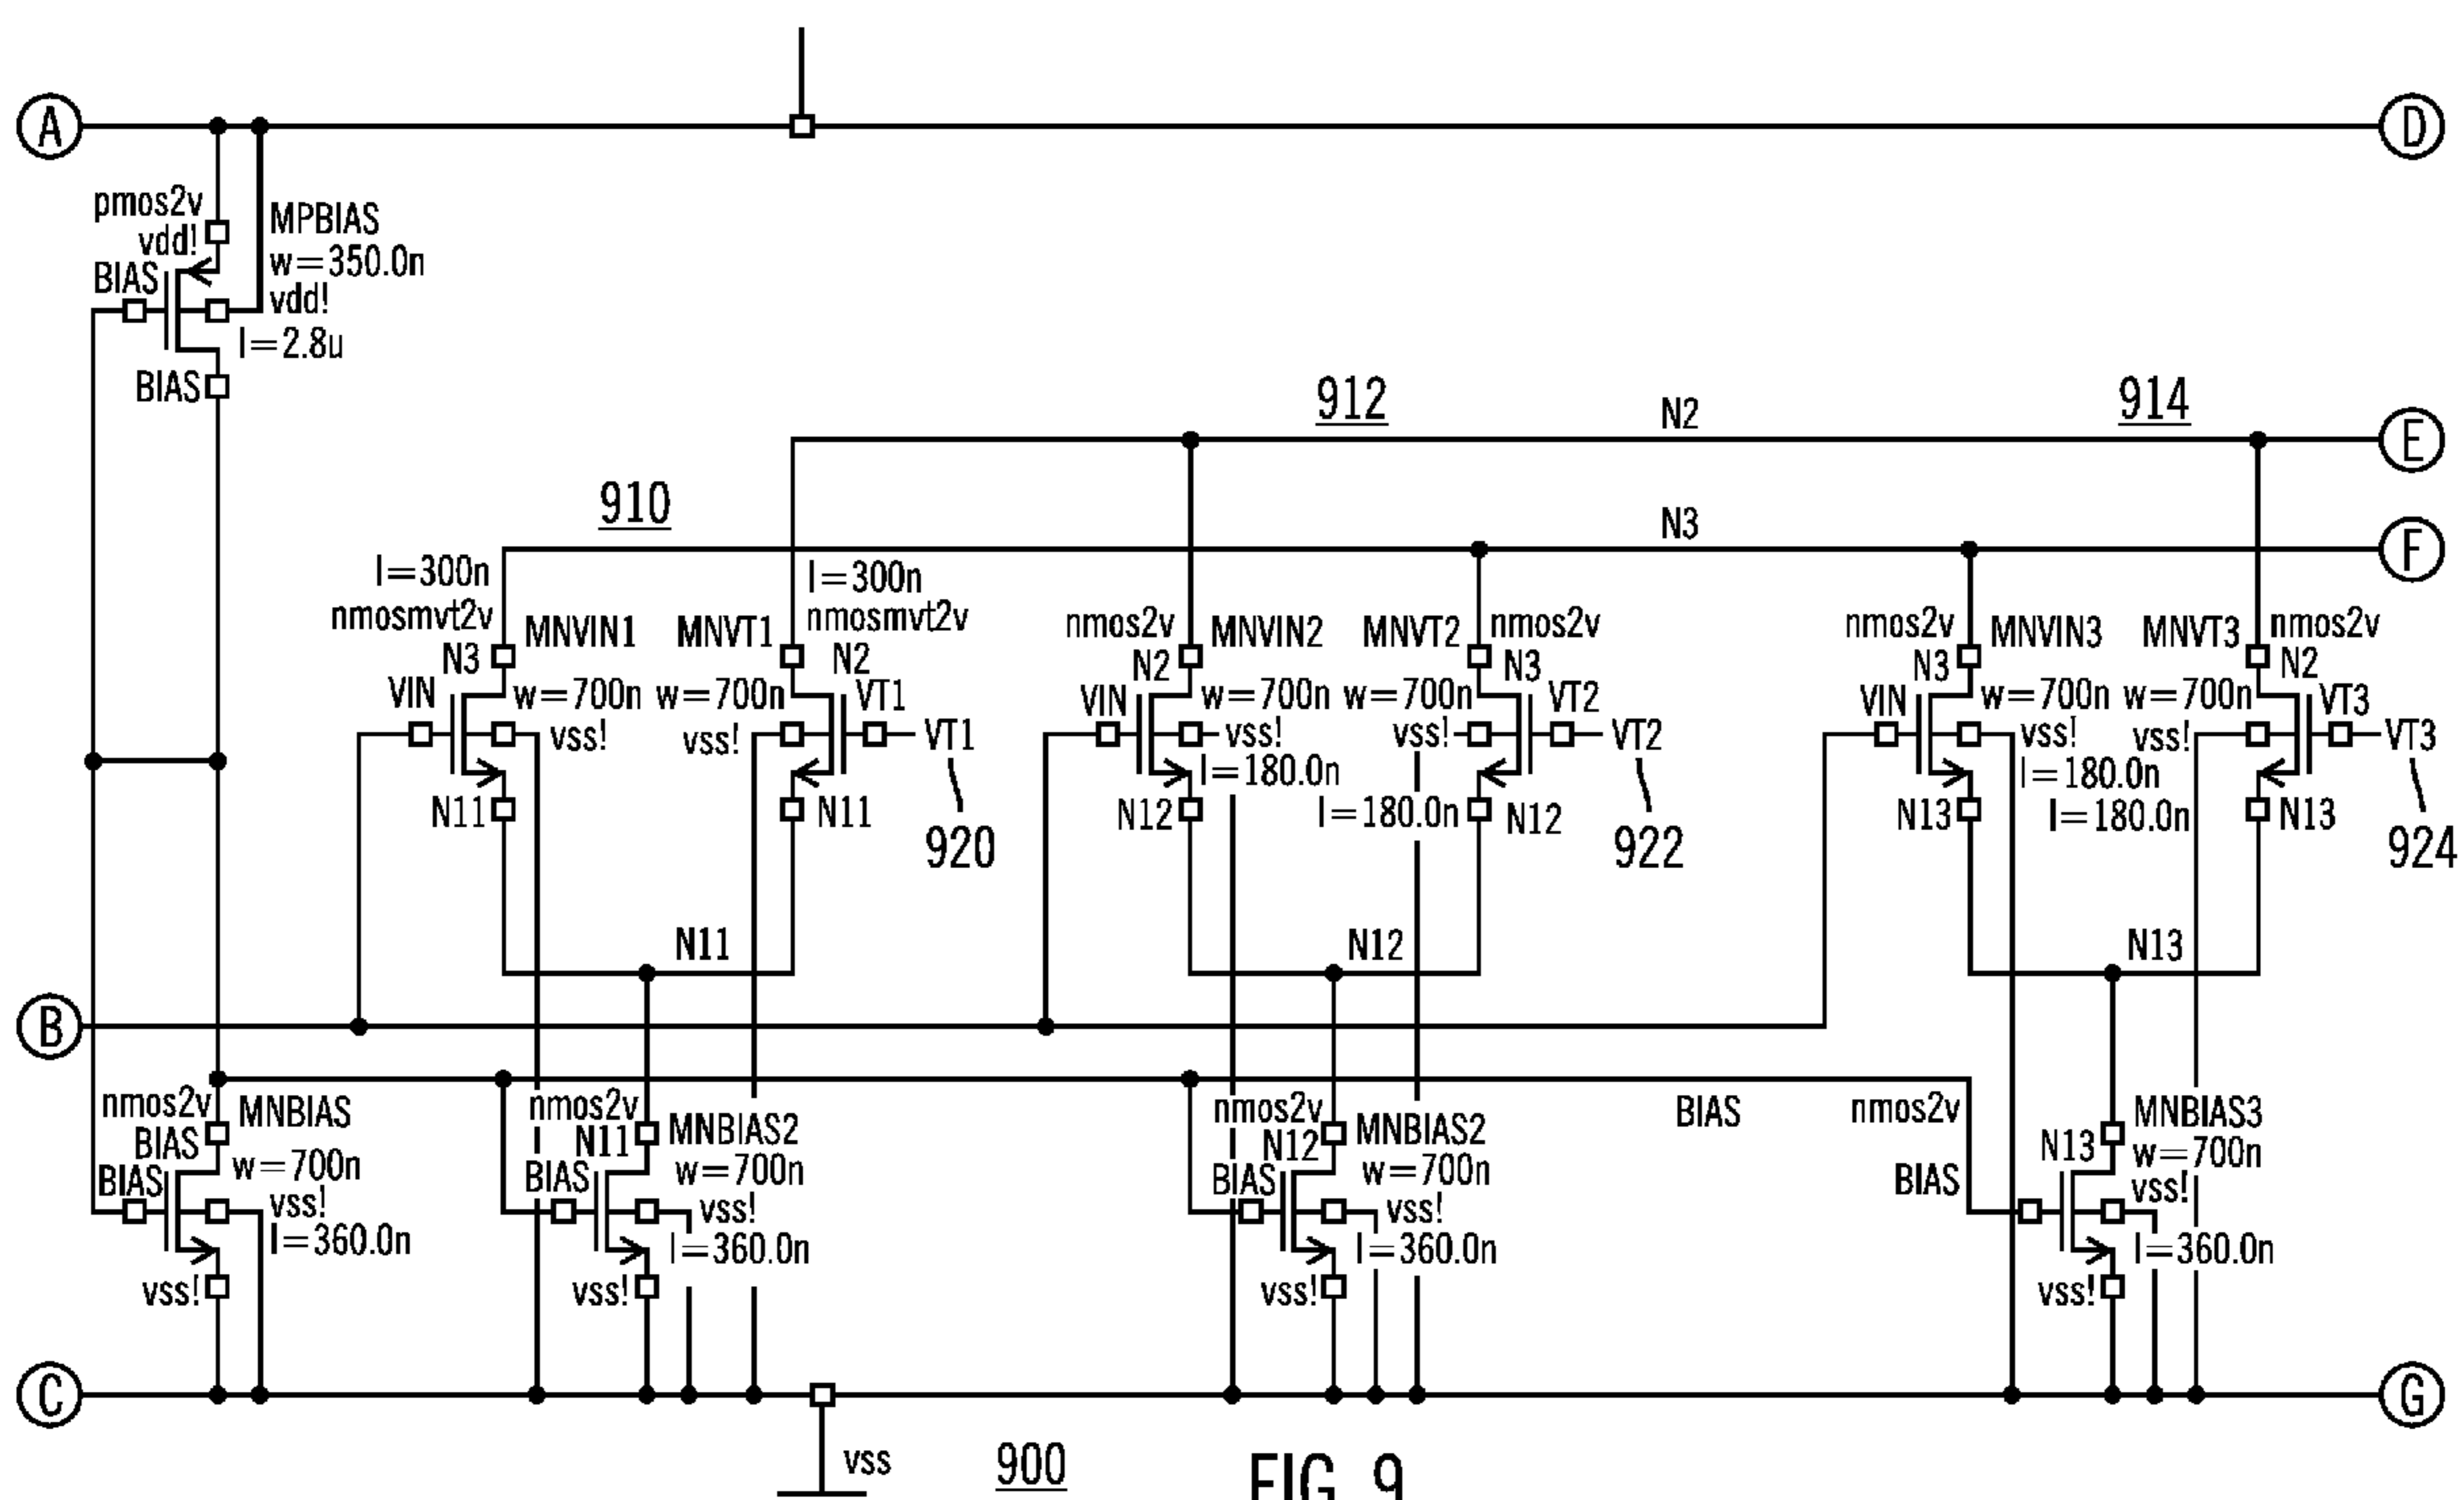 A
D
pmos2v
vdd!
MPBIAS
w=350.0n
BIAS
vdd!
l=2.8u
BIAS
912
N2
914
E
910
N3
F
l=300n
nmosmvt2v
N3
MNVIN1
VIN
w=700n
vss!
N11
l=300n
nmosmvt2v
MNVT1
N2
w=700n
VT1
vss!
VT1
N11
920
nmos2v
MNVIN2
N2
VIN
w=700n
vss!
l=180.0n
N12
MNVT2
nmos2v
N3
w=700n
VT2
vss!
VT2
l=180.0n
N12
922
nmos2v
MNVIN3
N3
VIN
w=700n
vss!
l=180.0n
N13
MNVT3
nmos2v
N2
w=700n
VT3
vss!
VT3
l=180.0n
N13
924
N11
N12
N13
B
nmos2v
MNBIAS
BIAS
w=700n
BIAS
vss!
l=360.0n
vss!
nmos2v
MNBIAS2
N11
w=700n
BIAS
vss!
l=360.0n
vss!
nmos2v
MNBIAS2
N12
w=700n
BIAS
vss!
l=360.0n
vss!
BIAS
nmos2v
MNBIAS3
N13
w=700n
BIAS
vss!
l=360.0n
vss!
C
G
vss
900
FIG. 9